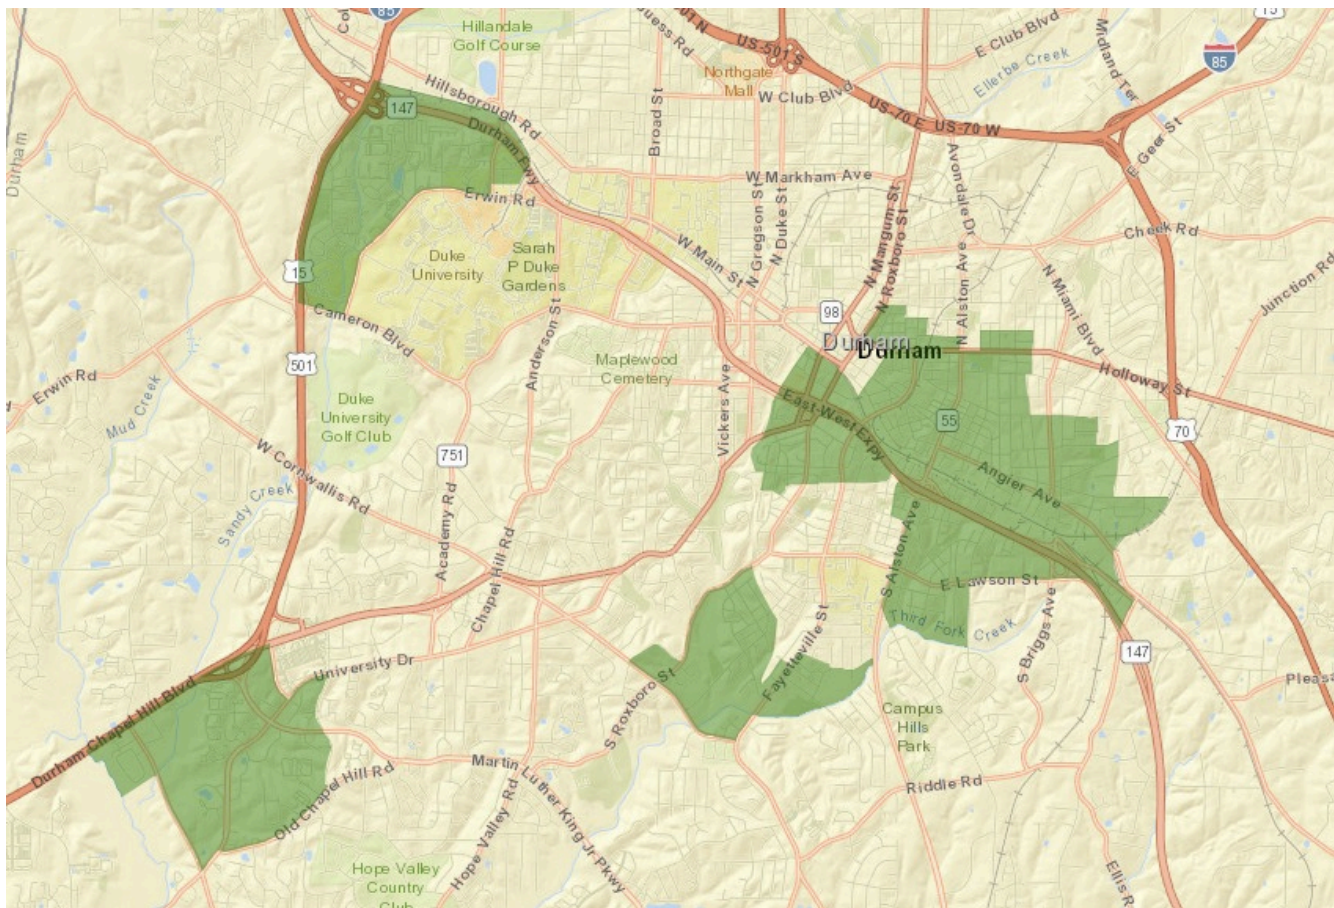 85
15
Hillandale
Golf Course
US-501 S
E Club Blvd
Midland Ter
Ellerbe Creek
85
Northgate
Mall
W Club Blvd
Hillsborough Rd
147
Durham Fwy
Broad St
US-70 E
US-70 W
E Geer St
Durham
W Markham Ave
Avondale Dr
Erwin Rd
N Gregson St
N Duke St
N Mangum St
N Roxboro St
Cheek Rd
W Main St
Duke
University
Sarah
P Duke
Gardens
15
N Alston Ave
N Miami Blvd
Junction Rd
Cameron Blvd
98
Durham
Durham
Anderson St
Maplewood
Cemetery
501
Erwin Rd
Holloway St
Mud Creek
Duke
University
Golf Club
Vickers Ave
East-West Expy
55
70
751
W Cornwallis Rd
Angier Ave
Sandy Creek
Academy Rd
Chapel Hill Rd
S Alston Ave
E Lawson St
Third Fork Creek
Fayetteville St
S Briggs Ave
147
University Dr
S Roxboro St
Durham Chapel Hill Blvd
Campus
Hills
Park
Martin Luther King Jr Pkwy
Old Chapel Hill Rd
Riddle Rd
Hope Valley Rd
Hope Valley
Country
Club